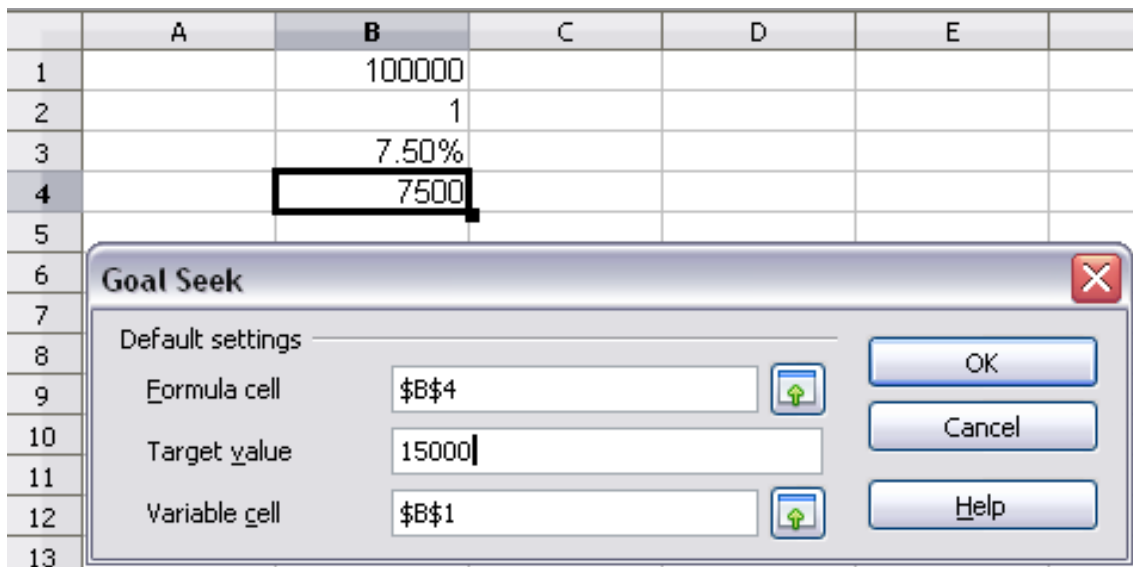 A B C D E
1 100000
2 1
3 7.50%
4 7500
5
6
7
8
9
10
11
12
13
Goal Seek
Default settings
Formula cell $B$4
Target value 15000
Variable cell $B$1
OK
Cancel
Help